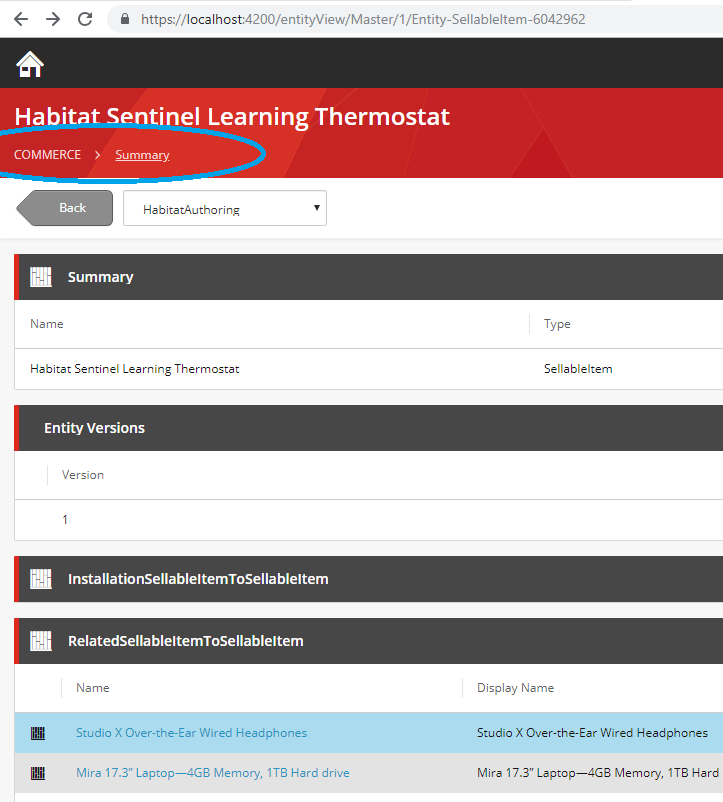 https://localhost:4200/entityView/Master/1/Entity-SellableItem-6042962
Habitat Sentinel Learning Thermostat
COMMERCE > Summary
Back HabitatAuthoring
Summary
Name Type
Habitat Sentinel Learning Thermostat SellableItem
Entity Versions
Version
1
InstallationSellableItemToSellableItem
RelatedSellableItemToSellableItem
Name Display Name
Studio X Over-the-Ear Wired Headphones Studio X Over-the-Ear Wired Headphones
Mira 17.3” Laptop—4GB Memory, 1TB Hard drive Mira 17.3” Laptop—4GB Memory, 1TB Hard